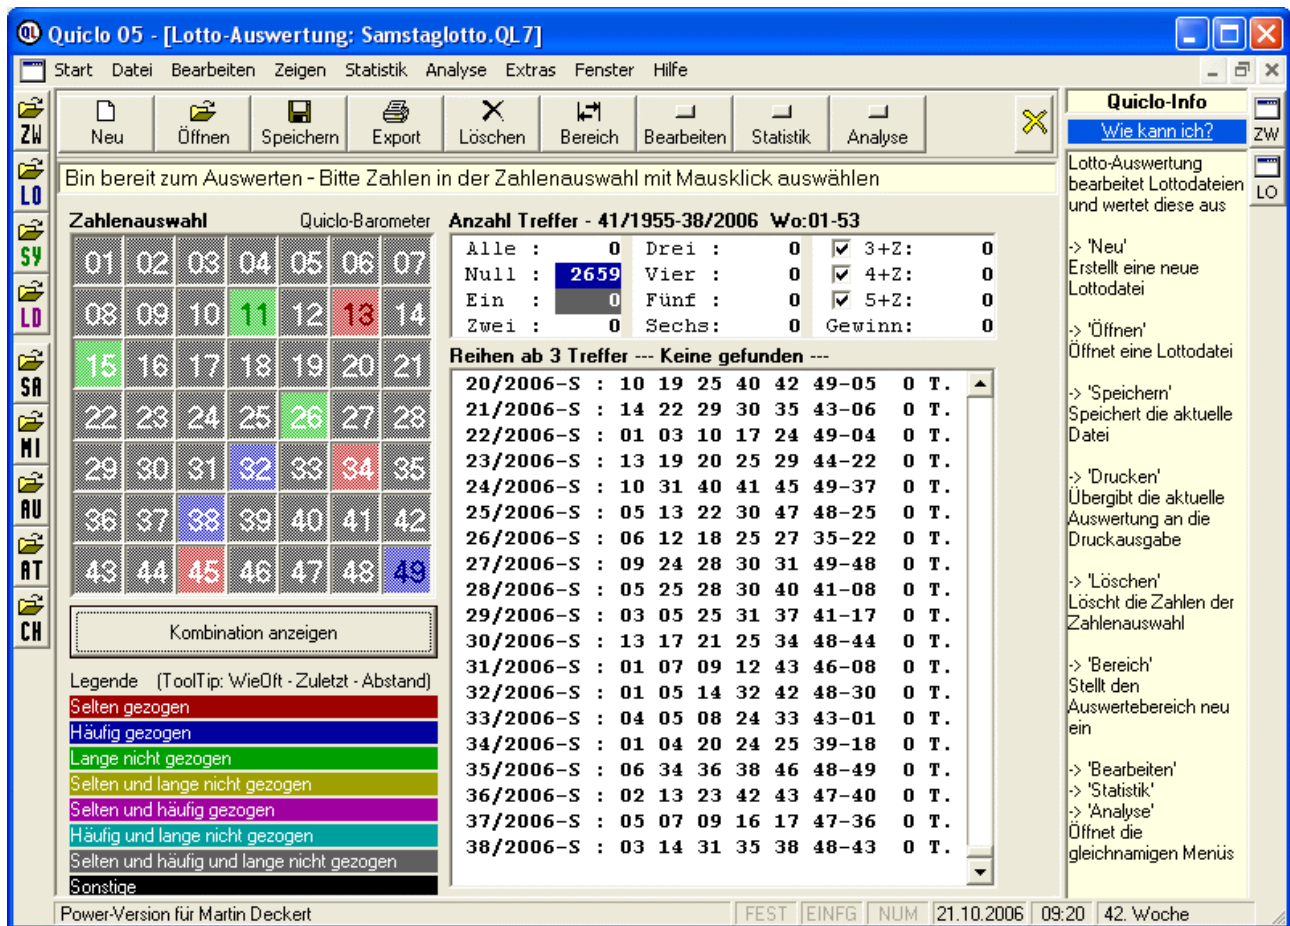 Quiclo 05 - [Lotto-Auswertung: Samstaglotto.QL7]
Start Datei Bearbeiten Zeigen Statistik Analyse Extras Fenster Hilfe
ZW
LO
SY
LD
SA
MI
AU
AT
CH
Neu Öffnen Speichern Export Löschen Bereich Bearbeiten Statistik Analyse
Bin bereit zum Auswerten - Bitte Zahlen in der Zahlenauswahl mit Mausklick auswählen
Zahlenauswahl Quiclo-Barometer
01 02 03 04 05 06 07
08 09 10 11 12 13 14
15 16 17 18 19 20 21
22 23 24 25 26 27 28
29 30 31 32 33 34 35
36 37 38 39 40 41 42
43 44 45 46 47 48 49
Kombination anzeigen
Legende (ToolTip: WieOft - Zuletzt - Abstand)
Selten gezogen
Häufig gezogen
Lange nicht gezogen
Selten und lange nicht gezogen
Selten und häufig gezogen
Häufig und lange nicht gezogen
Selten und häufig und lange nicht gezogen
Sonstige
Anzahl Treffer - 41/1955-38/2006 Wo:01-53
Alle : 0 Drei : 0 3+Z: 0
Null : 2659 Vier : 0 4+Z: 0
Ein : 0 Fünf : 0 5+Z: 0
Zwei : 0 Sechs: 0 Gewinn: 0
Reihen ab 3 Treffer --- Keine gefunden ---
20/2006-S : 10 19 25 40 42 49-05 0 T.
21/2006-S : 14 22 29 30 35 43-06 0 T.
22/2006-S : 01 03 10 17 24 49-04 0 T.
23/2006-S : 13 19 20 25 29 44-22 0 T.
24/2006-S : 10 31 40 41 45 49-37 0 T.
25/2006-S : 05 13 22 30 47 48-25 0 T.
26/2006-S : 06 12 18 25 27 35-22 0 T.
27/2006-S : 09 24 28 30 31 49-48 0 T.
28/2006-S : 05 25 28 30 40 41-08 0 T.
29/2006-S : 03 05 25 31 37 41-17 0 T.
30/2006-S : 13 17 21 25 34 48-44 0 T.
31/2006-S : 01 07 09 12 43 46-08 0 T.
32/2006-S : 01 05 14 32 42 48-30 0 T.
33/2006-S : 04 05 08 24 33 43-01 0 T.
34/2006-S : 01 04 20 24 25 39-18 0 T.
35/2006-S : 06 34 36 38 46 48-49 0 T.
36/2006-S : 02 13 23 42 43 47-40 0 T.
37/2006-S : 05 07 09 16 17 47-36 0 T.
38/2006-S : 03 14 31 35 38 48-43 0 T.
Quiclo-Info
Wie kann ich?
Lotto-Auswertung
bearbeitet Lottodateien
und wertet diese aus
-> 'Neu'
Erstellt eine neue
Lottodatei
-> 'Öffnen'
Öffnet eine Lottodatei
-> 'Speichern'
Speichert die aktuelle
Datei
-> 'Drucken'
Übergibt die aktuelle
Auswertung an die
Druckausgabe
-> 'Löschen'
Löscht die Zahlen der
Zahlenauswahl
-> 'Bereich'
Stellt den
Auswertebereich neu
ein
-> 'Bearbeiten'
-> 'Statistik'
-> 'Analyse'
Öffnet die
gleichnamigen Menüs
ZW
LO
Power-Version für Martin Deckert FEST EINFG NUM 21.10.2006 09:20 42. Woche